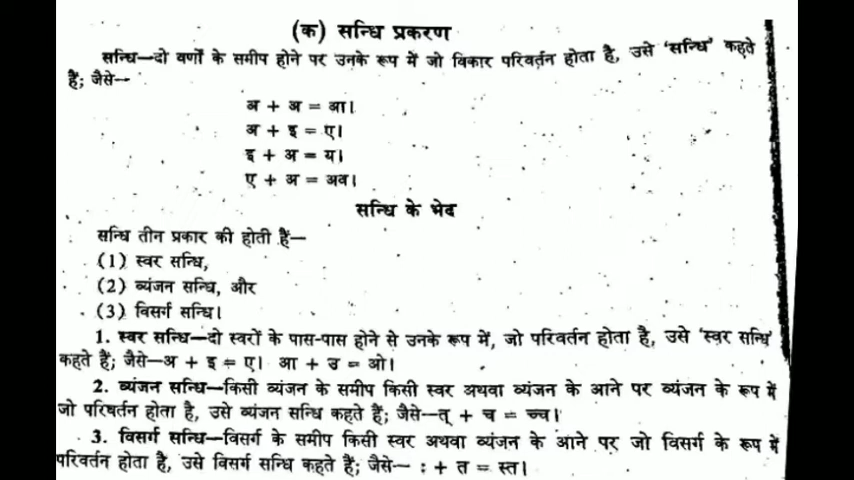 (क) सन्धि प्रकरण
सन्धि—दो वर्णों के समीप होने पर उनके रूप में जो विकार परिवर्तन होता है, उसे 'सन्धि' कहते
हैं; जैसे—
अ + अ = आ।
अ + इ = ए।
इ + अ = य।
ए + अ = अव।
सन्धि के भेद
सन्धि तीन प्रकार की होती हैं—
(1) स्वर सन्धि,
(2) व्यंजन सन्धि, और
(3) विसर्ग सन्धि।
1. स्वर सन्धि—दो स्वरों के पास-पास होने से उनके रूप में, जो परिवर्तन होता है, उसे 'स्वर सन्धि'
कहते हैं; जैसे—अ + इ = ए। आ + उ = ओ।
2. व्यंजन सन्धि—किसी व्यंजन के समीप किसी स्वर अथवा व्यंजन के आने पर व्यंजन के रूप में
जो परिवर्तन होता है, उसे व्यंजन सन्धि कहते हैं; जैसे—त् + च = च्च।
3. विसर्ग सन्धि—विसर्ग के समीप किसी स्वर अथवा व्यंजन के आने पर जो विसर्ग के रूप में
परिवर्तन होता है, उसे विसर्ग सन्धि कहते हैं; जैसे— : + त = स्त।